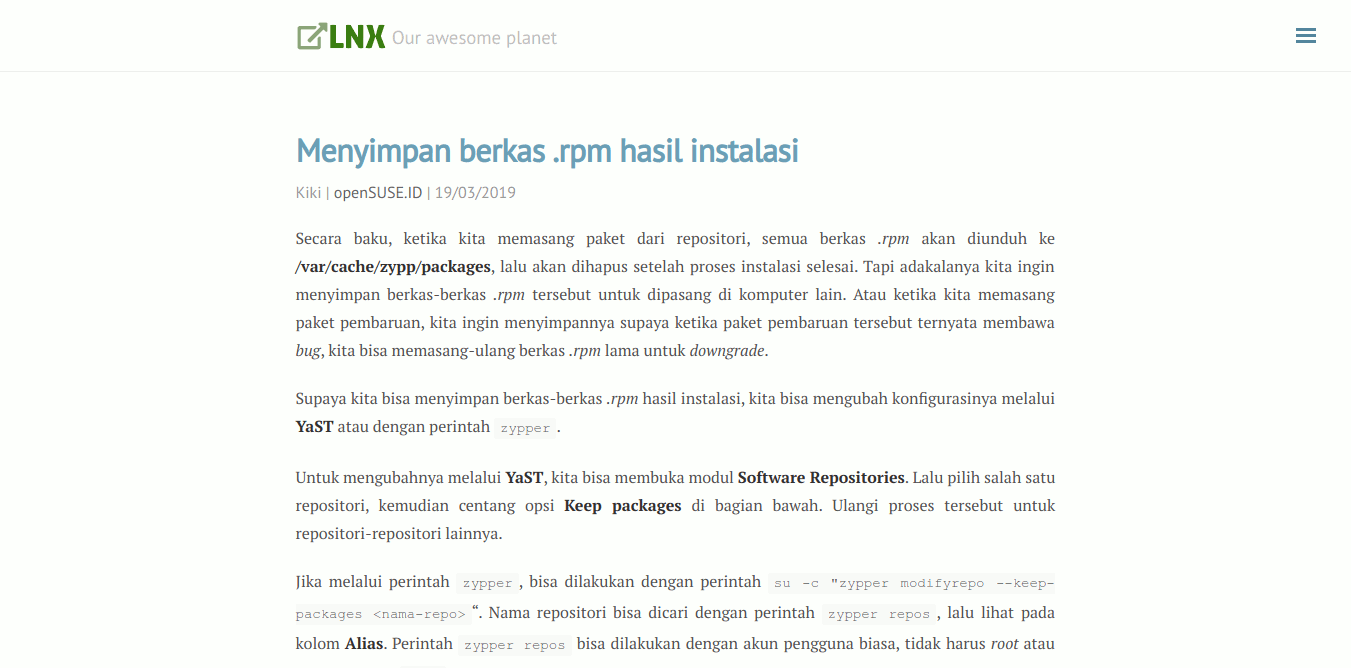 LNX Our awesome planet
Menyimpan berkas .rpm hasil instalasi
Kiki | openSUSE.ID | 19/03/2019
Secara baku, ketika kita memasang paket dari repositori, semua berkas .rpm akan diunduh ke
/var/cache/zypp/packages, lalu akan dihapus setelah proses instalasi selesai. Tapi adakalanya kita ingin
menyimpan berkas-berkas .rpm tersebut untuk dipasang di komputer lain. Atau ketika kita memasang
paket pembaruan, kita ingin menyimpannya supaya ketika paket pembaruan tersebut ternyata membawa
bug, kita bisa memasang-ulang berkas .rpm lama untuk downgrade.
Supaya kita bisa menyimpan berkas-berkas .rpm hasil instalasi, kita bisa mengubah konfigurasinya melalui
YaST atau dengan perintah zypper.
Untuk mengubahnya melalui YaST, kita bisa membuka modul Software Repositories. Lalu pilih salah satu
repositori, kemudian centang opsi Keep packages di bagian bawah. Ulangi proses tersebut untuk
repositori-repositori lainnya.
Jika melalui perintah zypper, bisa dilakukan dengan perintah su -c "zypper modifyrepo --keep-
packages <nama-repo>“. Nama repositori bisa dicari dengan perintah zypper repos, lalu lihat pada
kolom Alias. Perintah zypper repos bisa dilakukan dengan akun pengguna biasa, tidak harus root atau